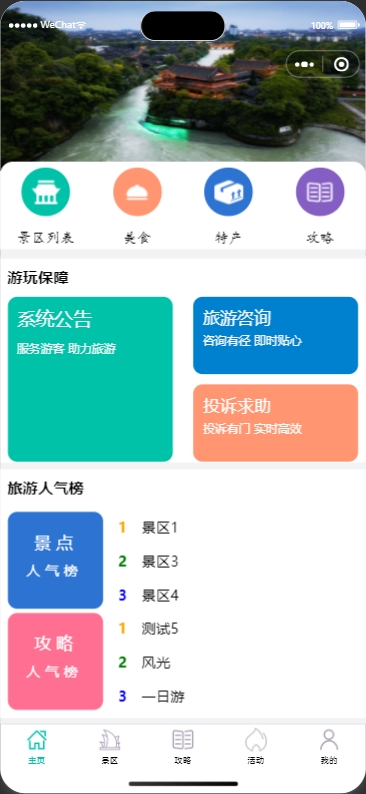 WeChat
100%
景区列表
美食
特产
攻略
游玩保障
系统公告
服务游客 助力旅游
旅游咨询
咨询有径 即时贴心
投诉求助
投诉有门 实时高效
旅游人气榜
景点
人气榜
1 景区1
2 景区3
3 景区4
攻略
人气榜
1 测试5
2 风光
3 一日游
主页
景区
攻略
活动
我的